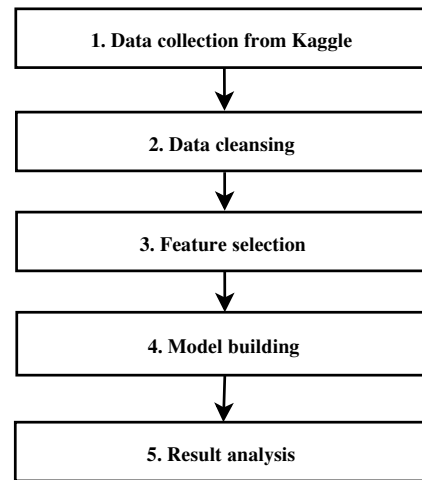 1. Data collection from Kaggle
2. Data cleansing
3. Feature selection
4. Model building
5. Result analysis